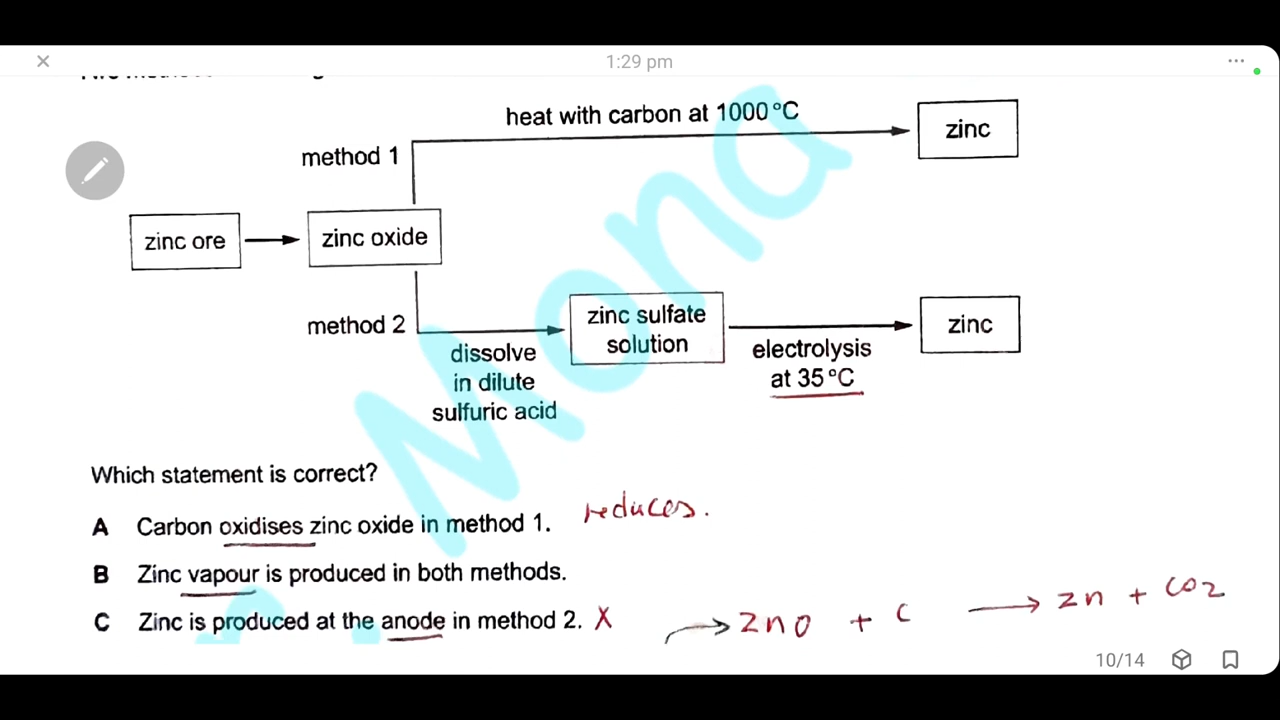 1:29 pm
heat with carbon at 1000 °C
zinc
method 1
zinc ore
zinc oxide
method 2
zinc sulfate
solution
zinc
dissolve
in dilute
sulfuric acid
electrolysis
at 35 °C
Mona
Which statement is correct?
A Carbon oxidises zinc oxide in method 1. reduces.
B Zinc vapour is produced in both methods.
C Zinc is produced at the anode in method 2. X
ZnO + C → Zn + CO2
10/14